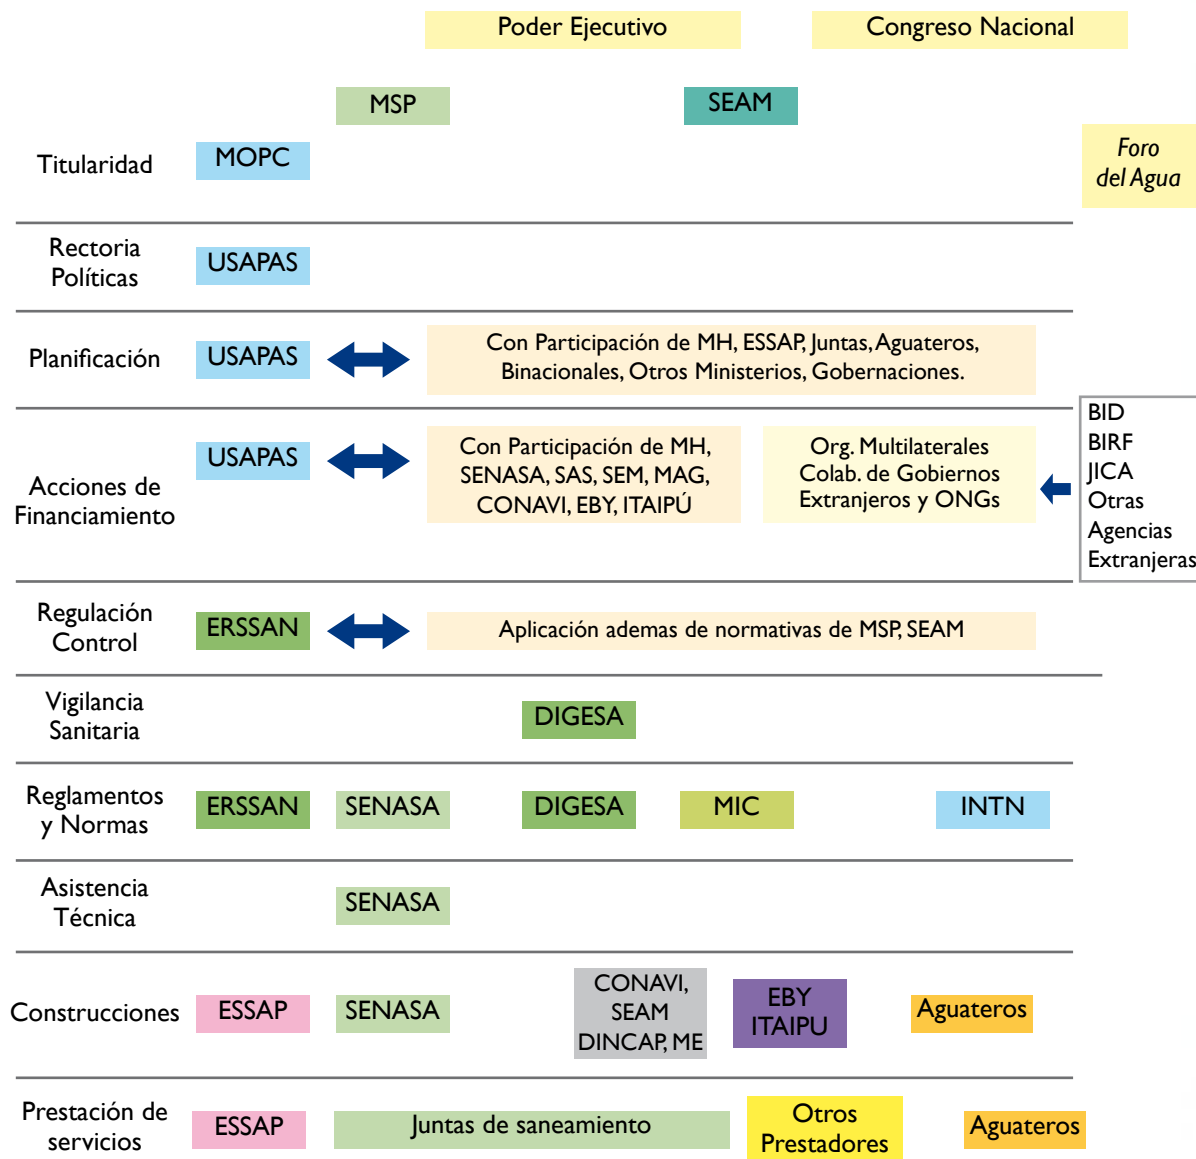 Poder Ejecutivo
Congreso Nacional
MSP
SEAM
Titularidad
MOPC
Foro
del Agua
Rectoria
Políticas
USAPAS
Planificación
USAPAS
Con Participación de MH, ESSAP, Juntas, Aguateros,
Binacionales, Otros Ministerios, Gobernaciones.
Acciones de
Financiamiento
USAPAS
Con Participación de MH,
SENASA, SAS, SEM, MAG,
CONAVI, EBY, ITAIPÚ
Org. Multilaterales
Colab. de Gobiernos
Extranjeros y ONGs
BID
BIRF
JICA
Otras
Agencias
Extranjeras
Regulación
Control
ERSSAN
Aplicación ademas de normativas de MSP, SEAM
Vigilancia
Sanitaria
DIGESA
Reglamentos
y Normas
ERSSAN
SENASA
DIGESA
MIC
INTN
Asistencia
Técnica
SENASA
Construcciones
ESSAP
SENASA
CONAVI,
SEAM
DINCAP, ME
EBY
ITAIPU
Aguateros
Prestación de
servicios
ESSAP
Juntas de saneamiento
Otros
Prestadores
Aguateros